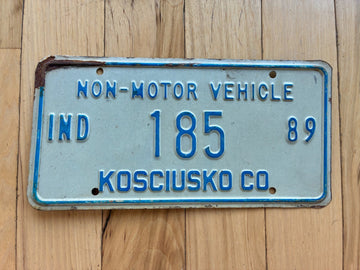 NON-MOTOR VEHICLE
IND 185 89
KOSCIUSKO CO.